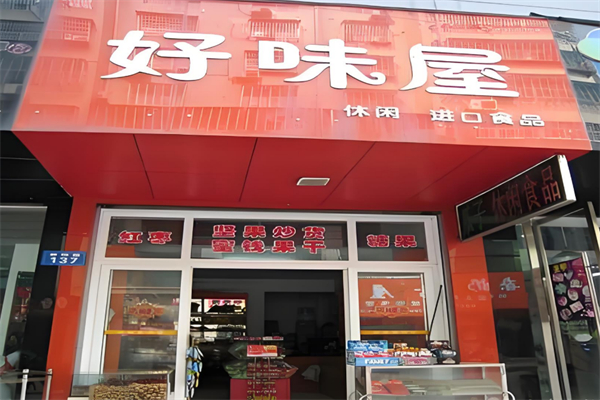 好味屋
休闲 进口食品
休闲食品
红枣
坚果炒货
蜜饯果干
糖果
137